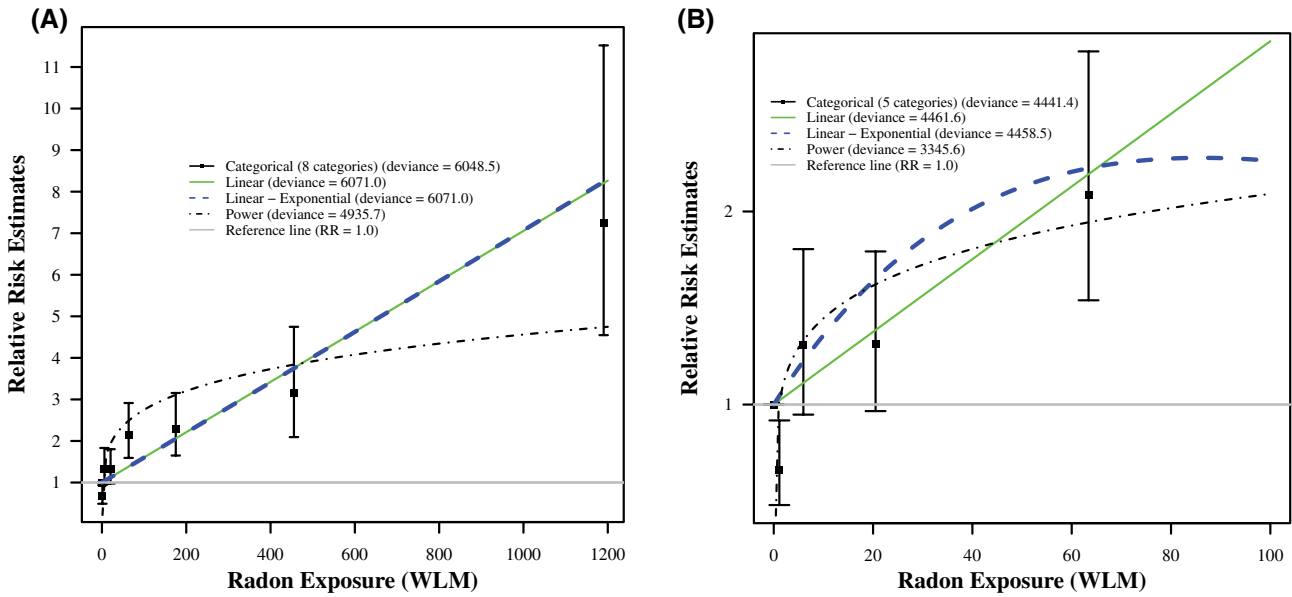 (A)
Relative Risk Estimates
11
10
9
8
7
6
5
4
3
2
1
Categorical (8 categories) (deviance = 6048.5)
Linear (deviance = 6071.0)
Linear − Exponential (deviance = 6071.0)
Power (deviance = 4935.7)
Reference line (RR = 1.0)
0 200 400 600 800 1000 1200
Radon Exposure (WLM)
(B)
Relative Risk Estimates
2
1
Categorical (5 categories) (deviance = 4441.4)
Linear (deviance = 4461.6)
Linear − Exponential (deviance = 4458.5)
Power (deviance = 3345.6)
Reference line (RR = 1.0)
0 20 40 60 80 100
Radon Exposure (WLM)